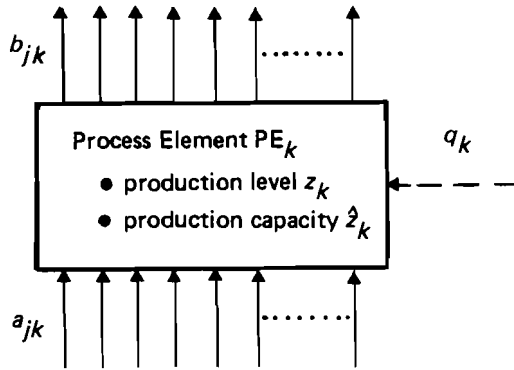 b_jk
Process Element PE_k
q_k
• production level z_k
• production capacity ẑ_k
a_jk